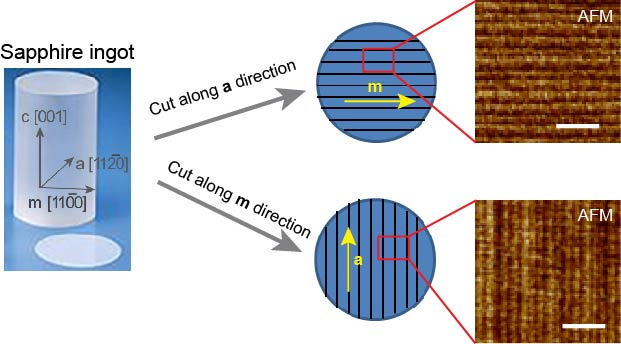 Sapphire ingot
c [001]
a [112̅0]
m [11̅00]
Cut along a direction
Cut along m direction
m
AFM
a
AFM